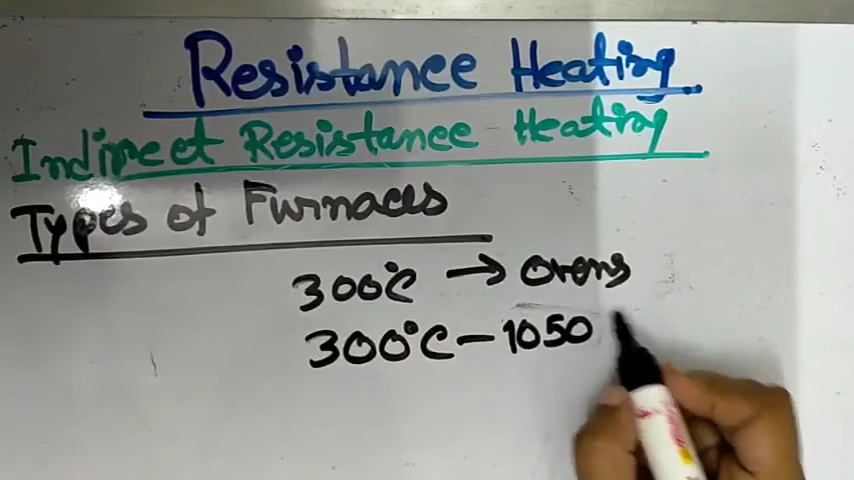 Resistance Heating
Indirect Resistance Heating
Types of Furnaces
300°C → Ovens
300°C - 1050